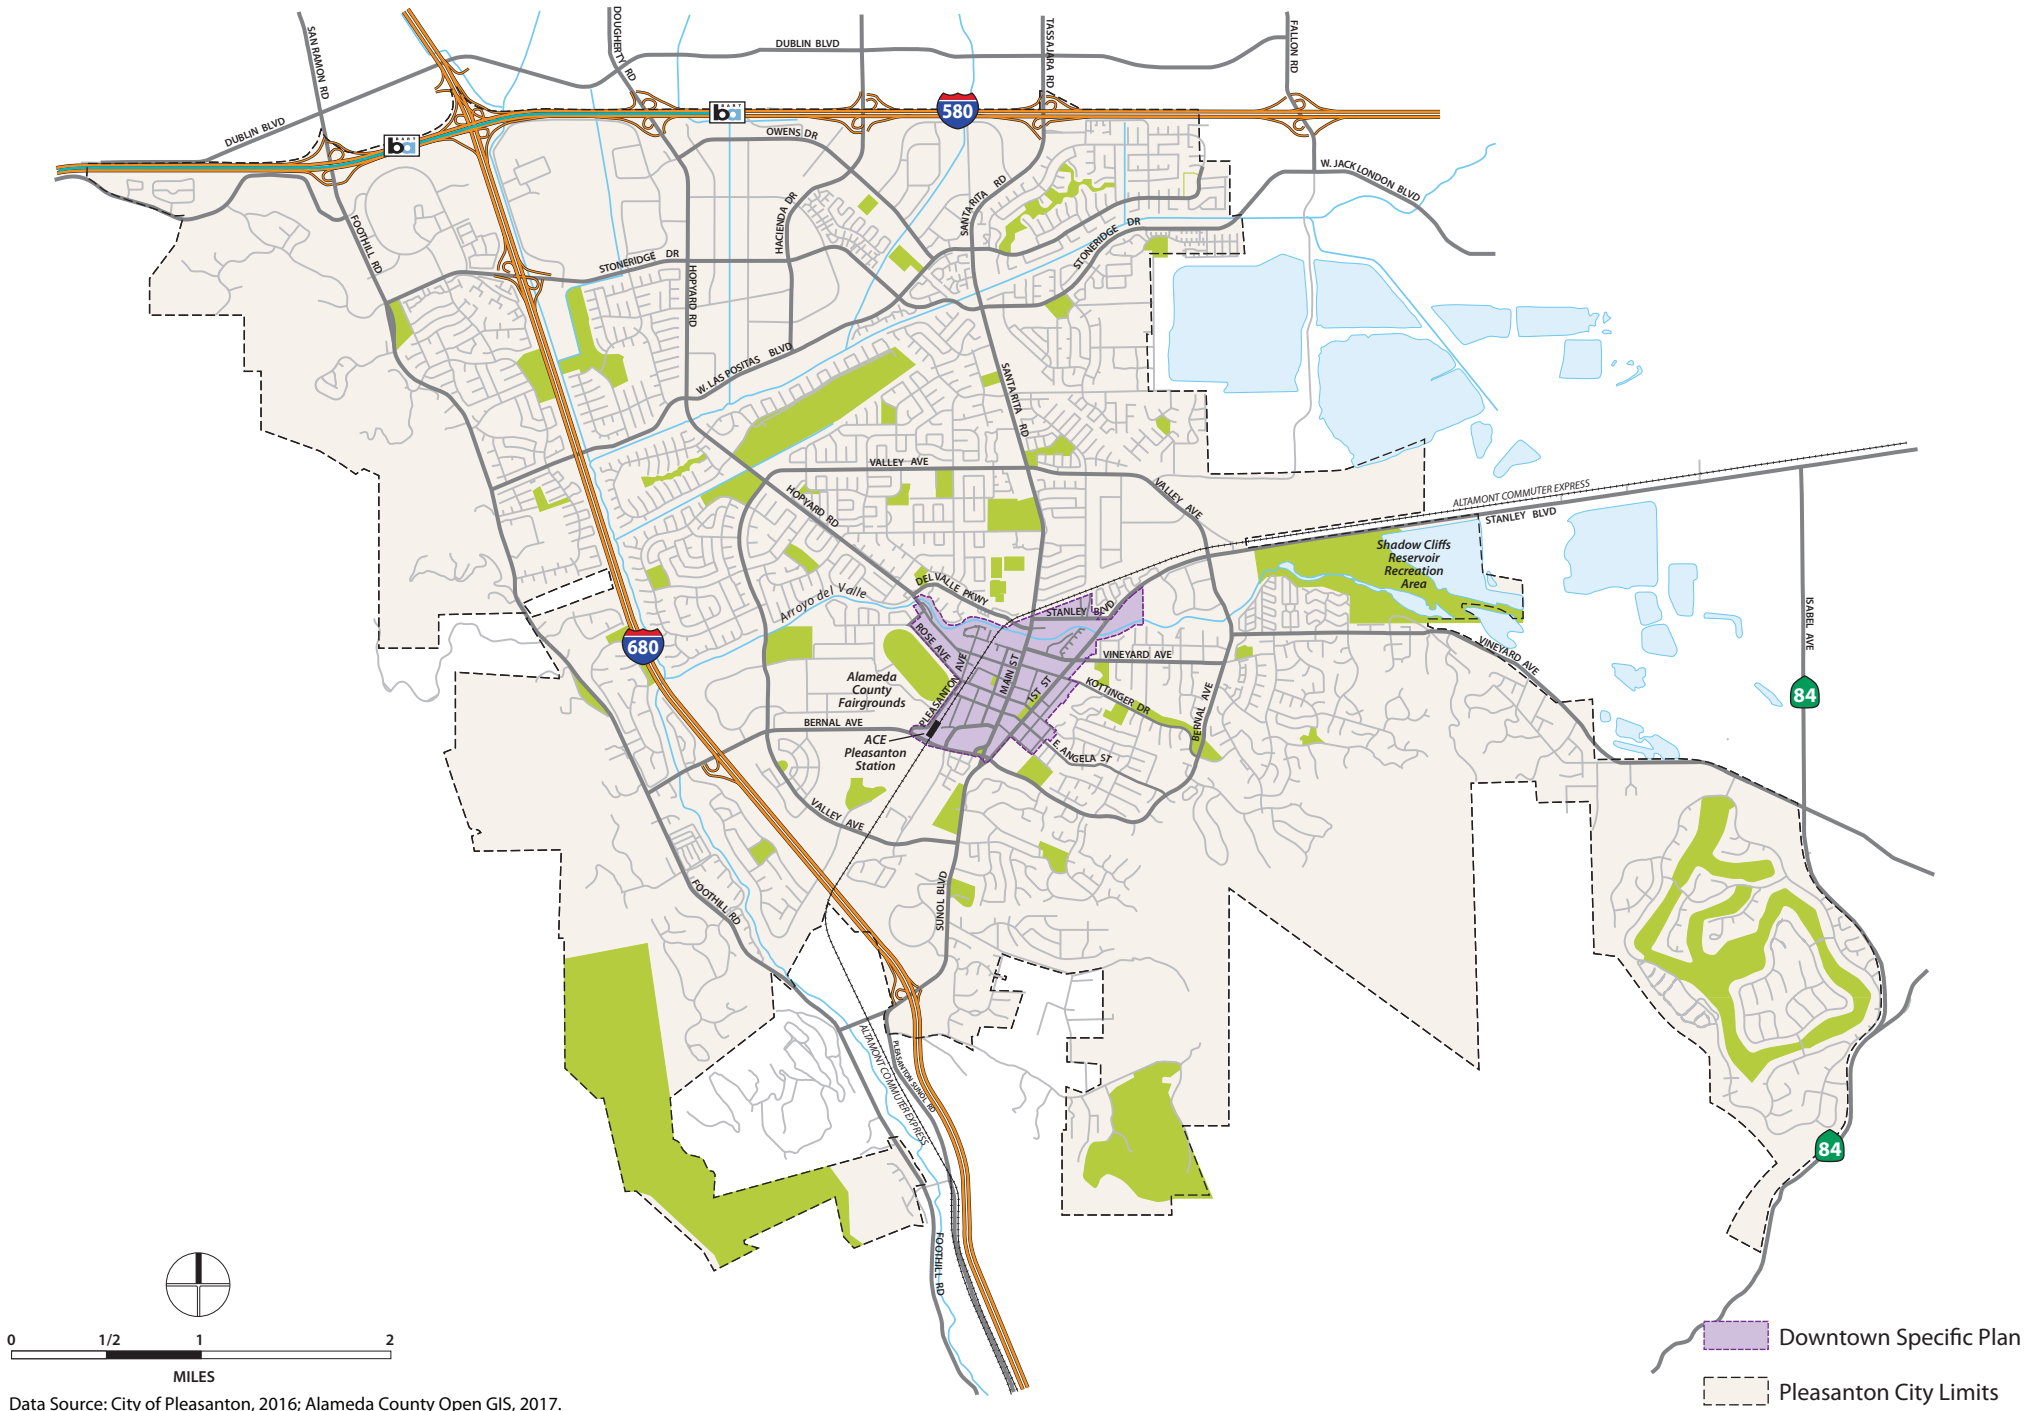 SAN RAMON RD
DOUGHERTY RD
DUBLIN BLVD
TASSAJARA RD
FALLON RD
DUBLIN BLVD
BART
ba
BART
ba
580
OWENS DR
W. JACK LONDON BLVD
FOOTHILL RD
HACIENDA DR
SANTA RITA RD
STONERIDGE DR
STONERIDGE DR
HOPYARD RD
W. LAS POSITAS BLVD
SANTA RITA RD
VALLEY AVE
HOPYARD RD
VALLEY AVE
ALTAMONT COMMUTER EXPRESS
STANLEY BLVD
Shadow Cliffs
Reservoir
Recreation
Area
DEL VALLE PKWY
Arroyo del Valle
STANLEY BLVD
ROSE AVE
ISABEL AVE
680
VINEYARD AVE
VINEYARD AVE
MAIN ST
1ST ST
KOTTINGER DR
PLEASANTON AVE
BERNAL AVE
Alameda
County
Fairgrounds
84
BERNAL AVE
ACE
Pleasanton
Station
E. ANGELA ST
VALLEY AVE
FOOTHILL RD
SUNOL BLVD
ALTAMONT COMMUTER EXPRESS
PLEASANTON SUNOL RD
84
FOOTHILL RD
0 1/2 1 2
MILES
Downtown Specific Plan
Pleasanton City Limits
Data Source: City of Pleasanton, 2016; Alameda County Open GIS, 2017.